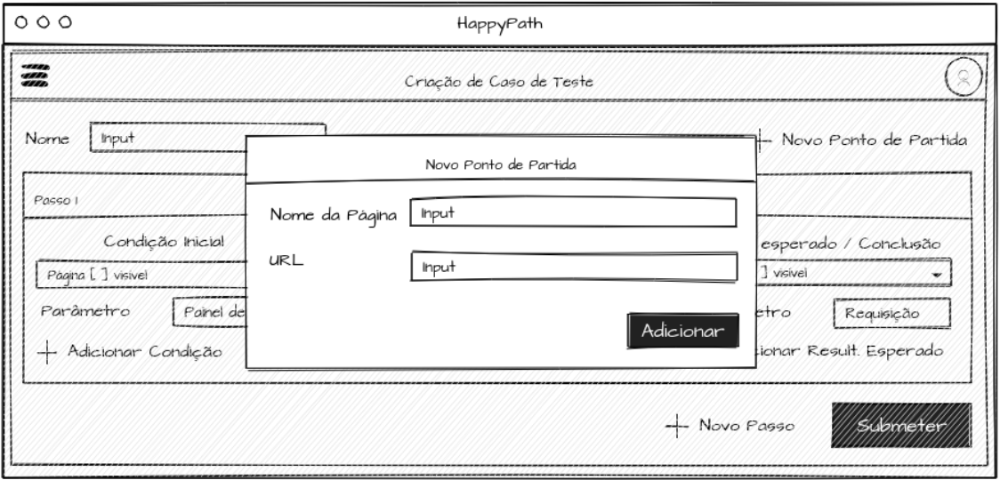 HappyPath
Criação de Caso de Teste
Nome
Input
Novo Ponto de Partida
Novo Ponto de Partida
Passo 1
Nome da Página
Input
Condição Inicial
esperado / Conclusão
URL
Input
Página [ ] visivel
] visivel
Parâmetro
Painel de
etro
Requisição
Adicionar
Adicionar Condição
ionar Result. Esperado
Novo Passo
Submeter